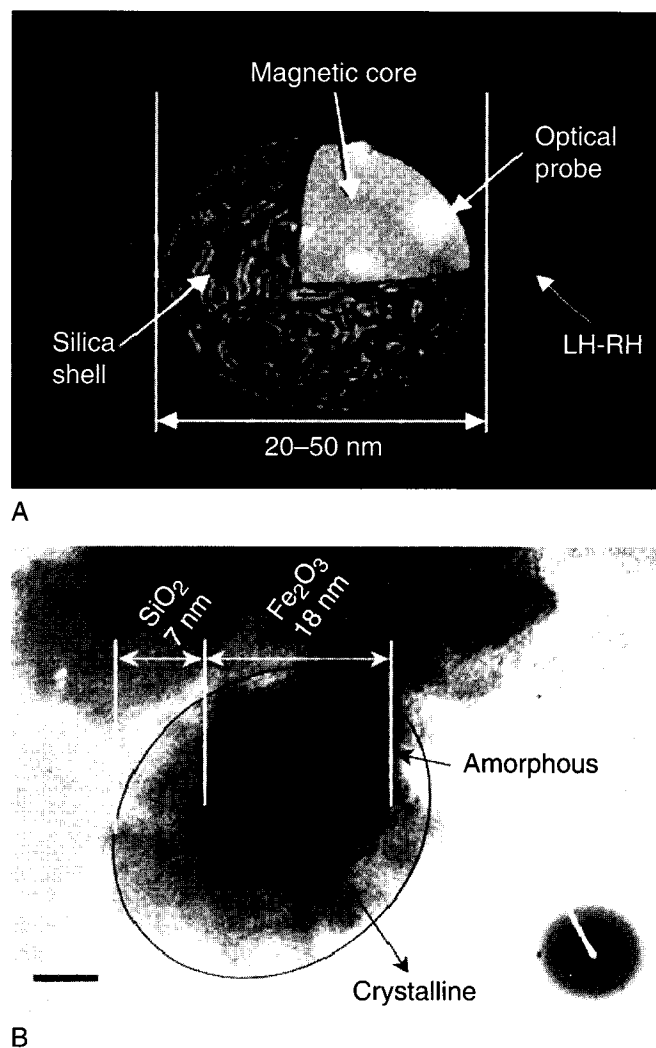 Magnetic core
Optical
probe
Silica
shell
LH-RH
20–50 nm
A
SiO₂
7 nm
Fe₂O₃
18 nm
Amorphous
Crystalline
B